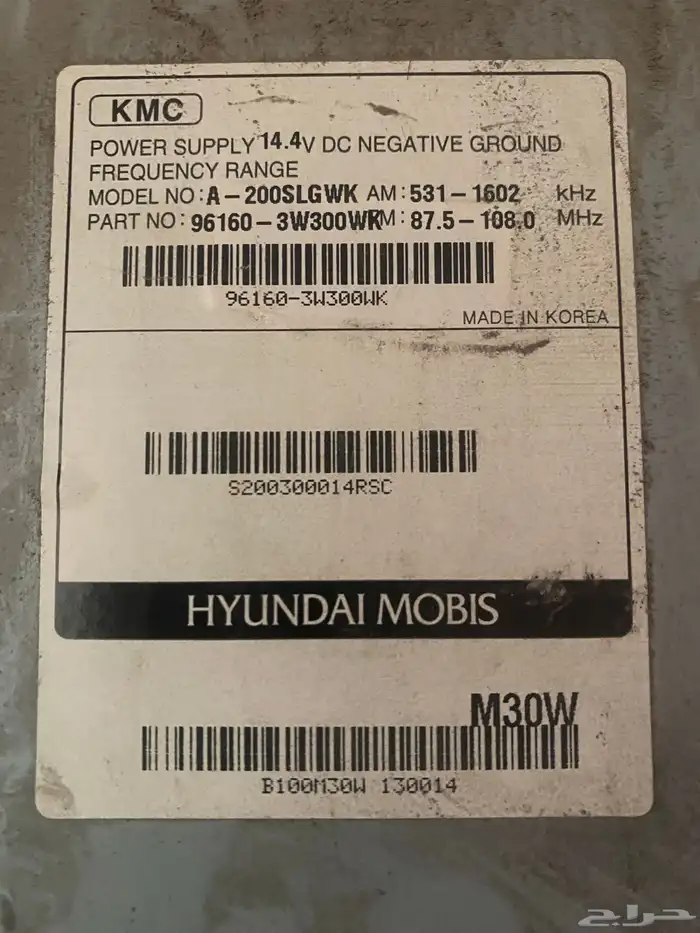 KMC
POWER SUPPLY 14.4V DC NEGATIVE GROUND
FREQUENCY RANGE
MODEL NO: A-200SLGWK AM: 531-1602 kHz
PART NO: 96160-3W300WK FM: 87.5-108.0 MHz
96160-3W300WK
MADE IN KOREA
S200300014RSC
HYUNDAI MOBIS
M30W
B100M30W 130014
حراج